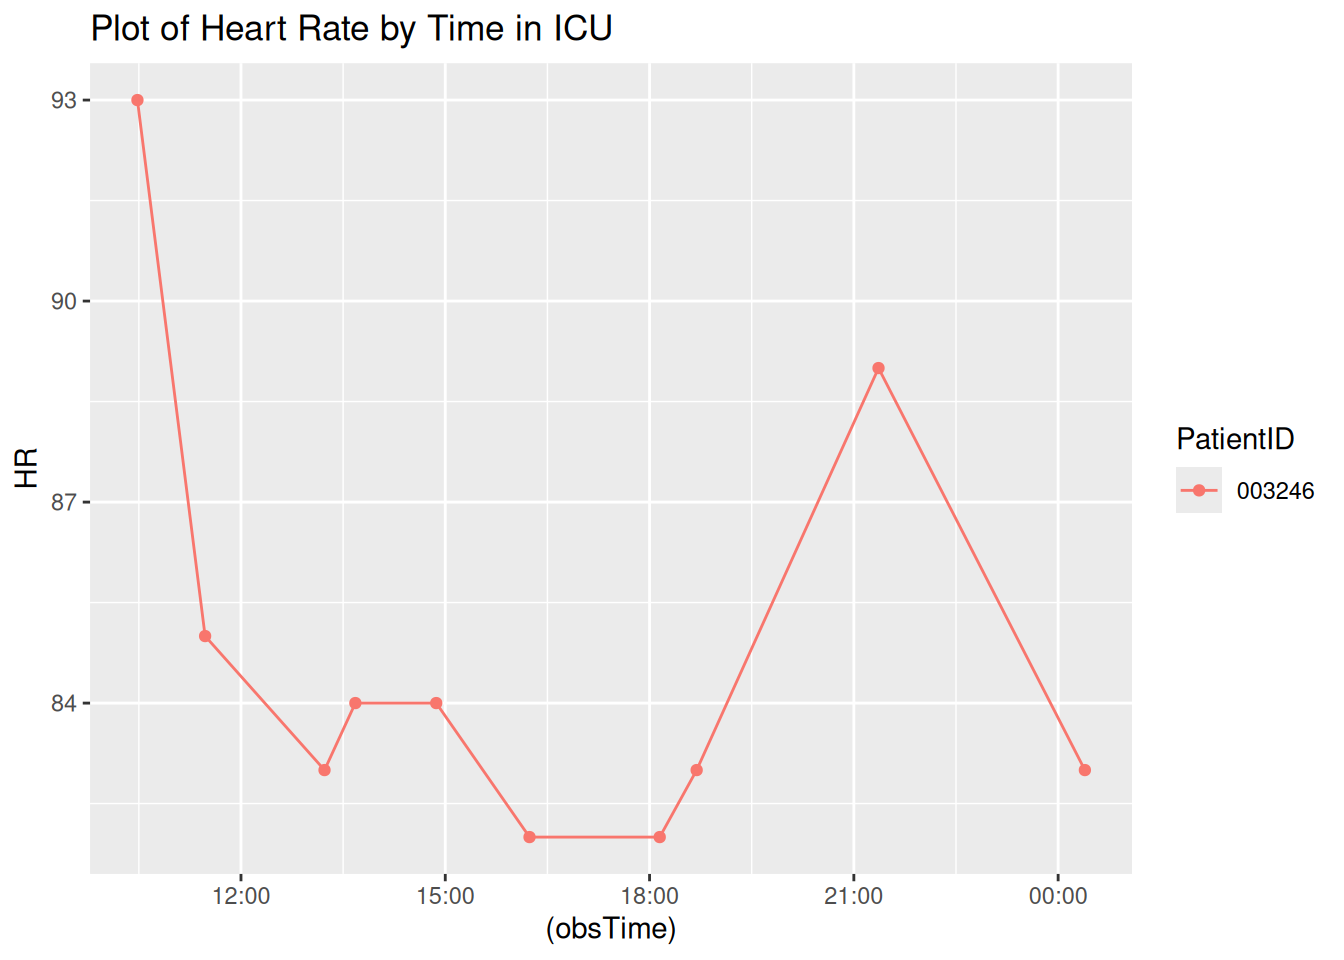 Plot of Heart Rate by Time in ICU
93
90
87
84
HR
12:00 15:00 18:00 21:00 00:00
(obsTime)
PatientID
003246